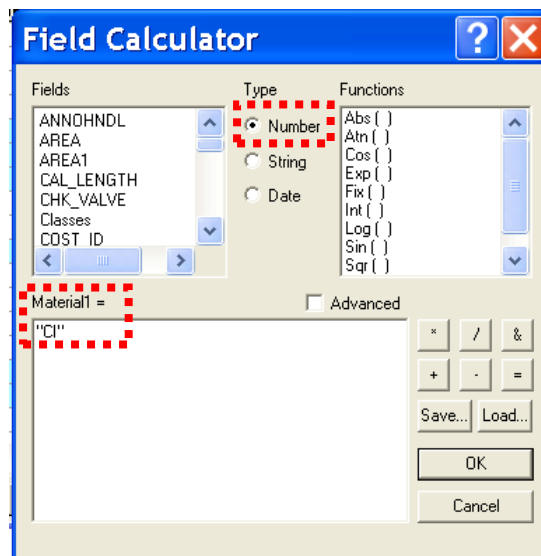 Field Calculator
Fields
Type
Functions
ANNOHNDL
AREA
AREA1
CAL_LENGTH
CHK_VALVE
Classes
COST_ID
Number
String
Date
Abs ( )
Atn ( )
Cos ( )
Exp ( )
Fix ( )
Int ( )
Log ( )
Sin ( )
Sqr ( )
Material1 =
Advanced
"CI"
* / &
+ - =
Save... Load...
OK
Cancel